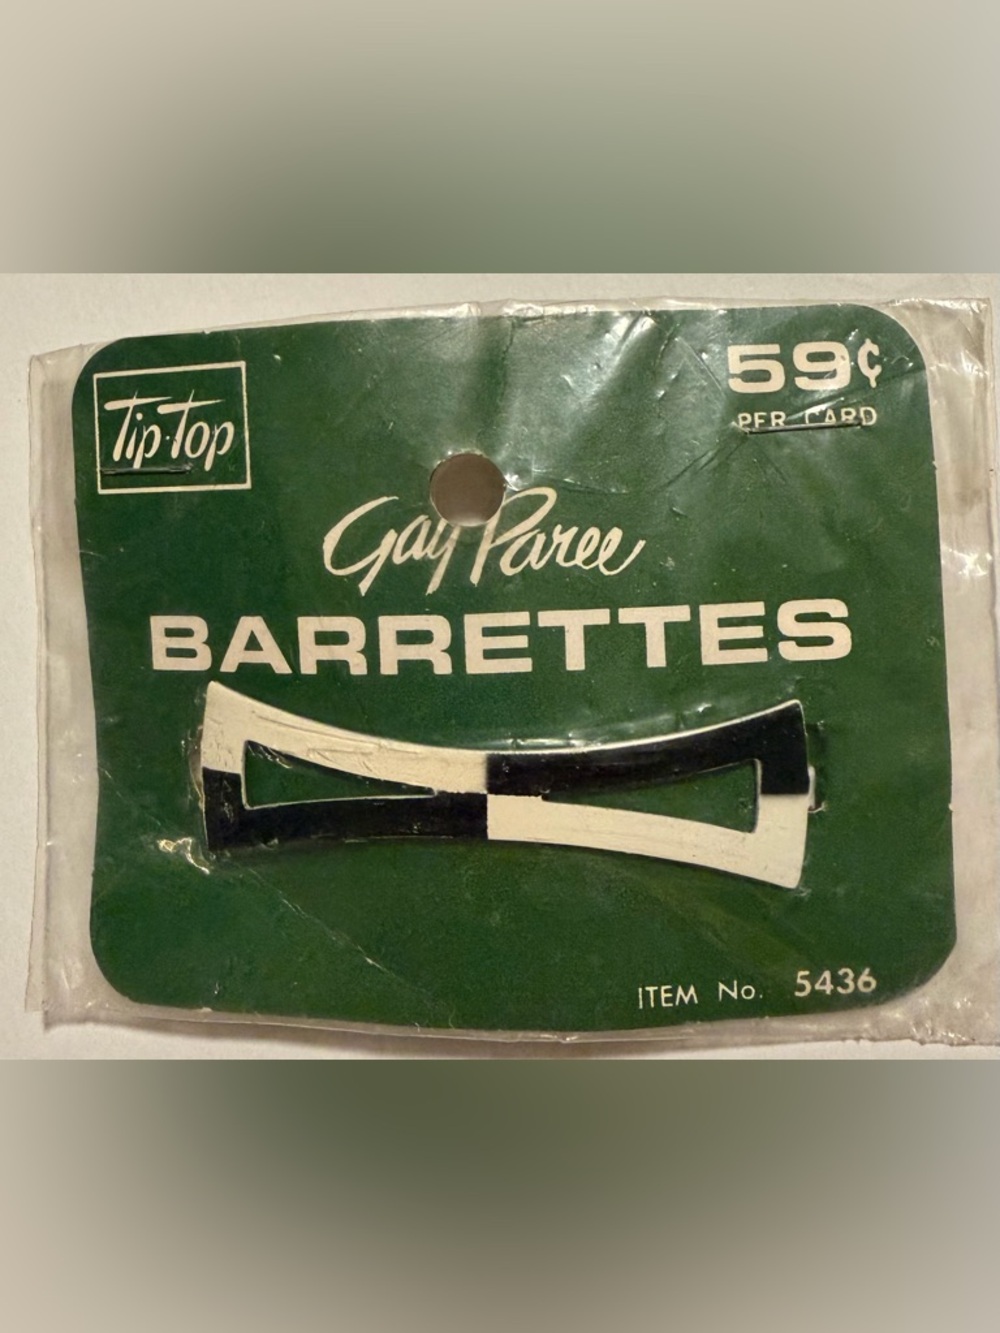 Tip-Top
59¢
PER CARD
Gay Paree
BARRETTES
ITEM No. 5436